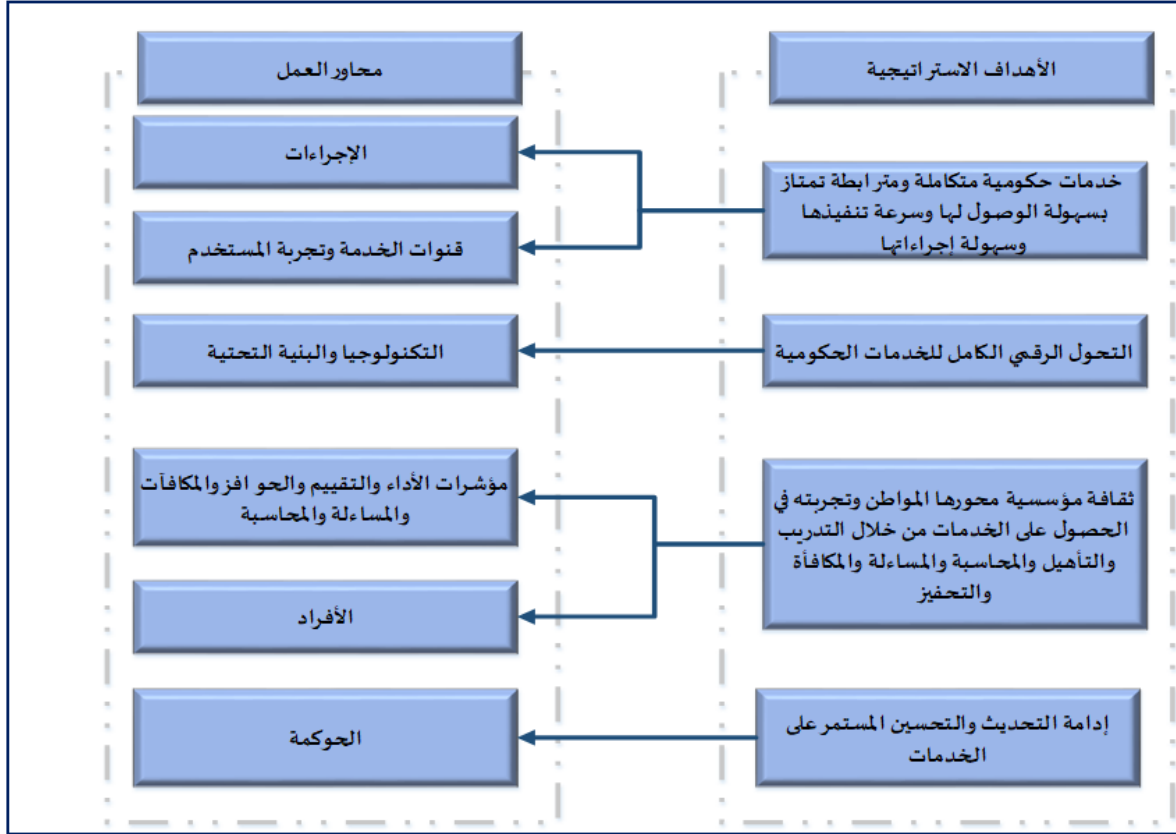 الأهداف الاستراتيجية
محاور العمل
خدمات حكومية متكاملة ومترابطة تمتاز
بسهولة الوصول لها وسرعة تنفيذها
وسهولة إجراءاتها
الإجراءات
قنوات الخدمة وتجربة المستخدم
التحول الرقمي الكامل للخدمات الحكومية
التكنولوجيا والبنية التحتية
ثقافة مؤسسية محورها المواطن وتجربته في
الحصول على الخدمات من خلال التدريب
والتأهيل والمحاسبة والمساءلة والمكافأة
والتحفيز
مؤشرات الأداء والتقييم والحوافز والمكافآت
والمساءلة والمحاسبة
الأفراد
إدامة التحديث والتحسين المستمر على
الخدمات
الحوكمة